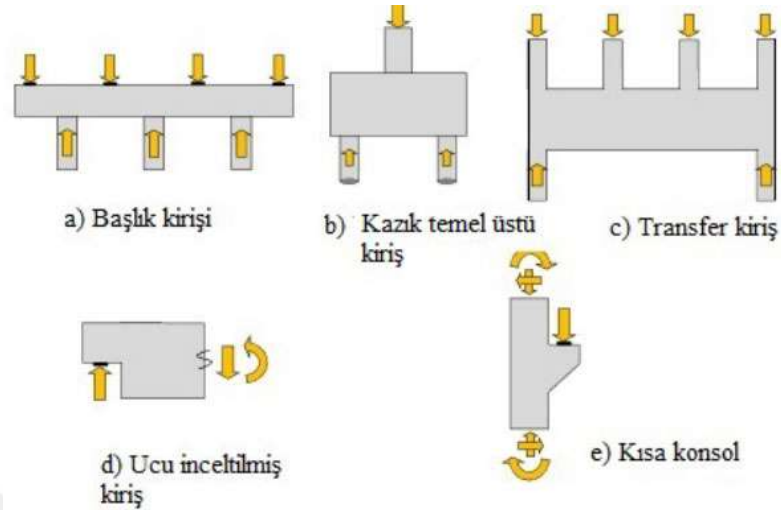 a) Başlık kirişi
b) Kazık temel üstü
kiriş
c) Transfer kiriş
d) Ucu inceltilmiş
kiriş
e) Kısa konsol